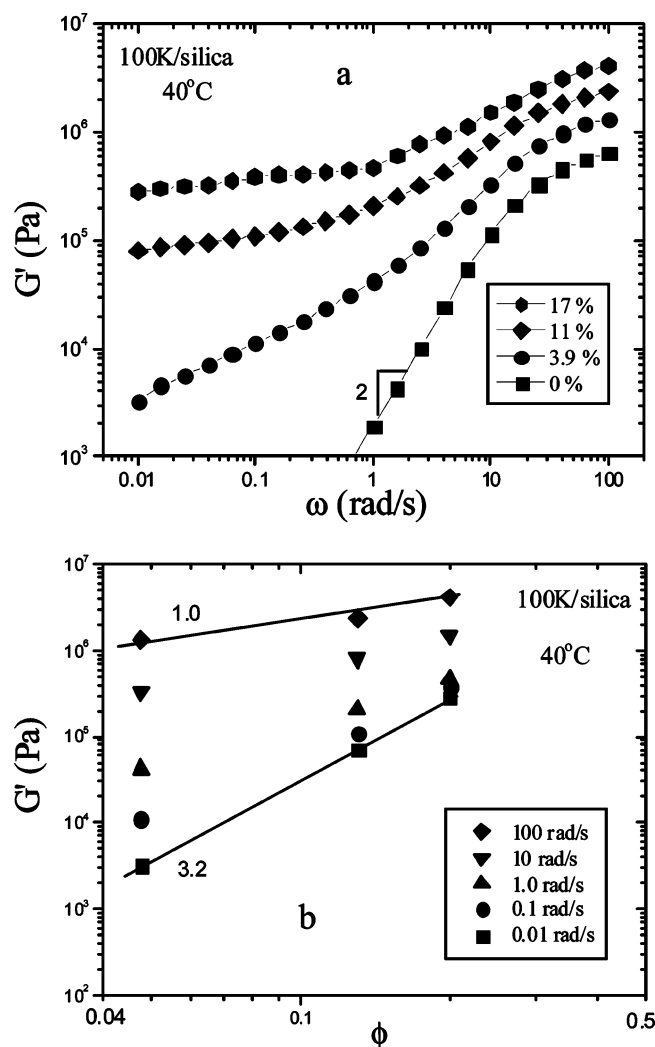 10⁷
100K/silica
40°C
a
10⁶
10⁵
10⁴
10³
G' (Pa)
2
17 %
11 %
3.9 %
0 %
0.01 0.1 1 10 100
ω (rad/s)
10⁷
1.0
100K/silica
40°C
10⁶
10⁵
10⁴
10³
10²
G' (Pa)
3.2
b
100 rad/s
10 rad/s
1.0 rad/s
0.1 rad/s
0.01 rad/s
0.04 0.1 0.5
ϕ